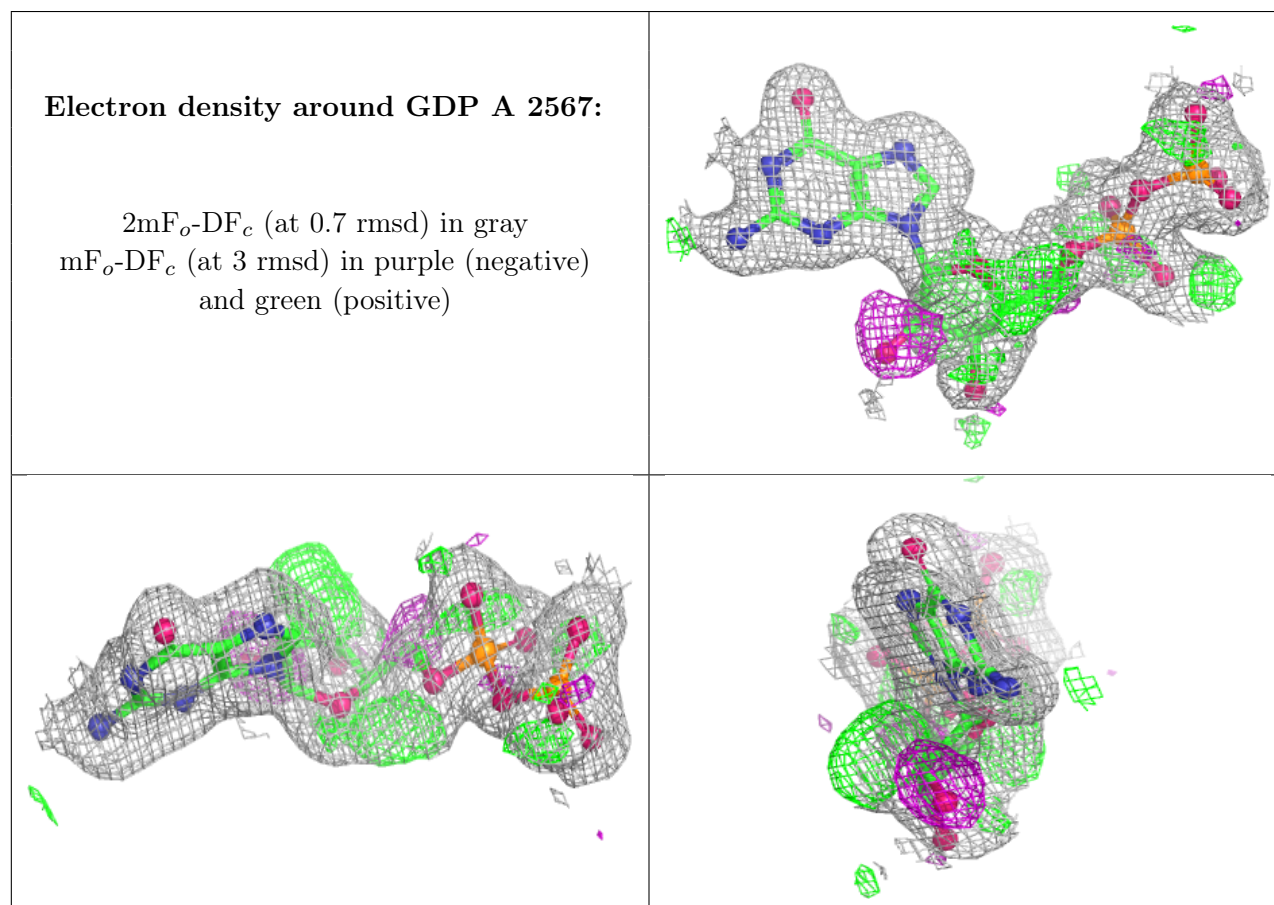 Electron density around GDP A 2567:
2mFo-DFc (at 0.7 rmsd) in gray
mFo-DFc (at 3 rmsd) in purple (negative)
and green (positive)